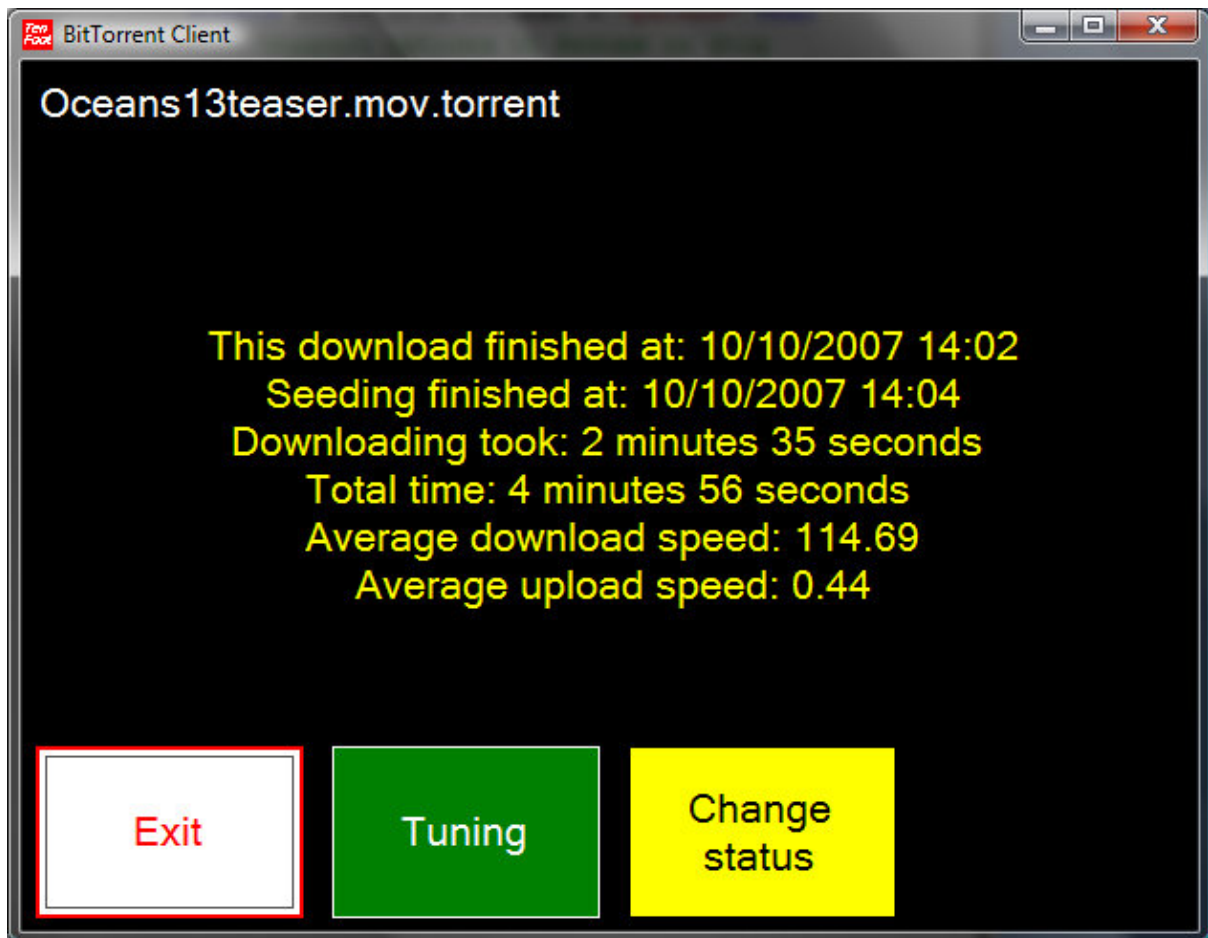 Ten
Foot
BitTorrent Client
Oceans13teaser.mov.torrent
This download finished at: 10/10/2007 14:02
Seeding finished at: 10/10/2007 14:04
Downloading took: 2 minutes 35 seconds
Total time: 4 minutes 56 seconds
Average download speed: 114.69
Average upload speed: 0.44
Exit
Tuning
Change
status